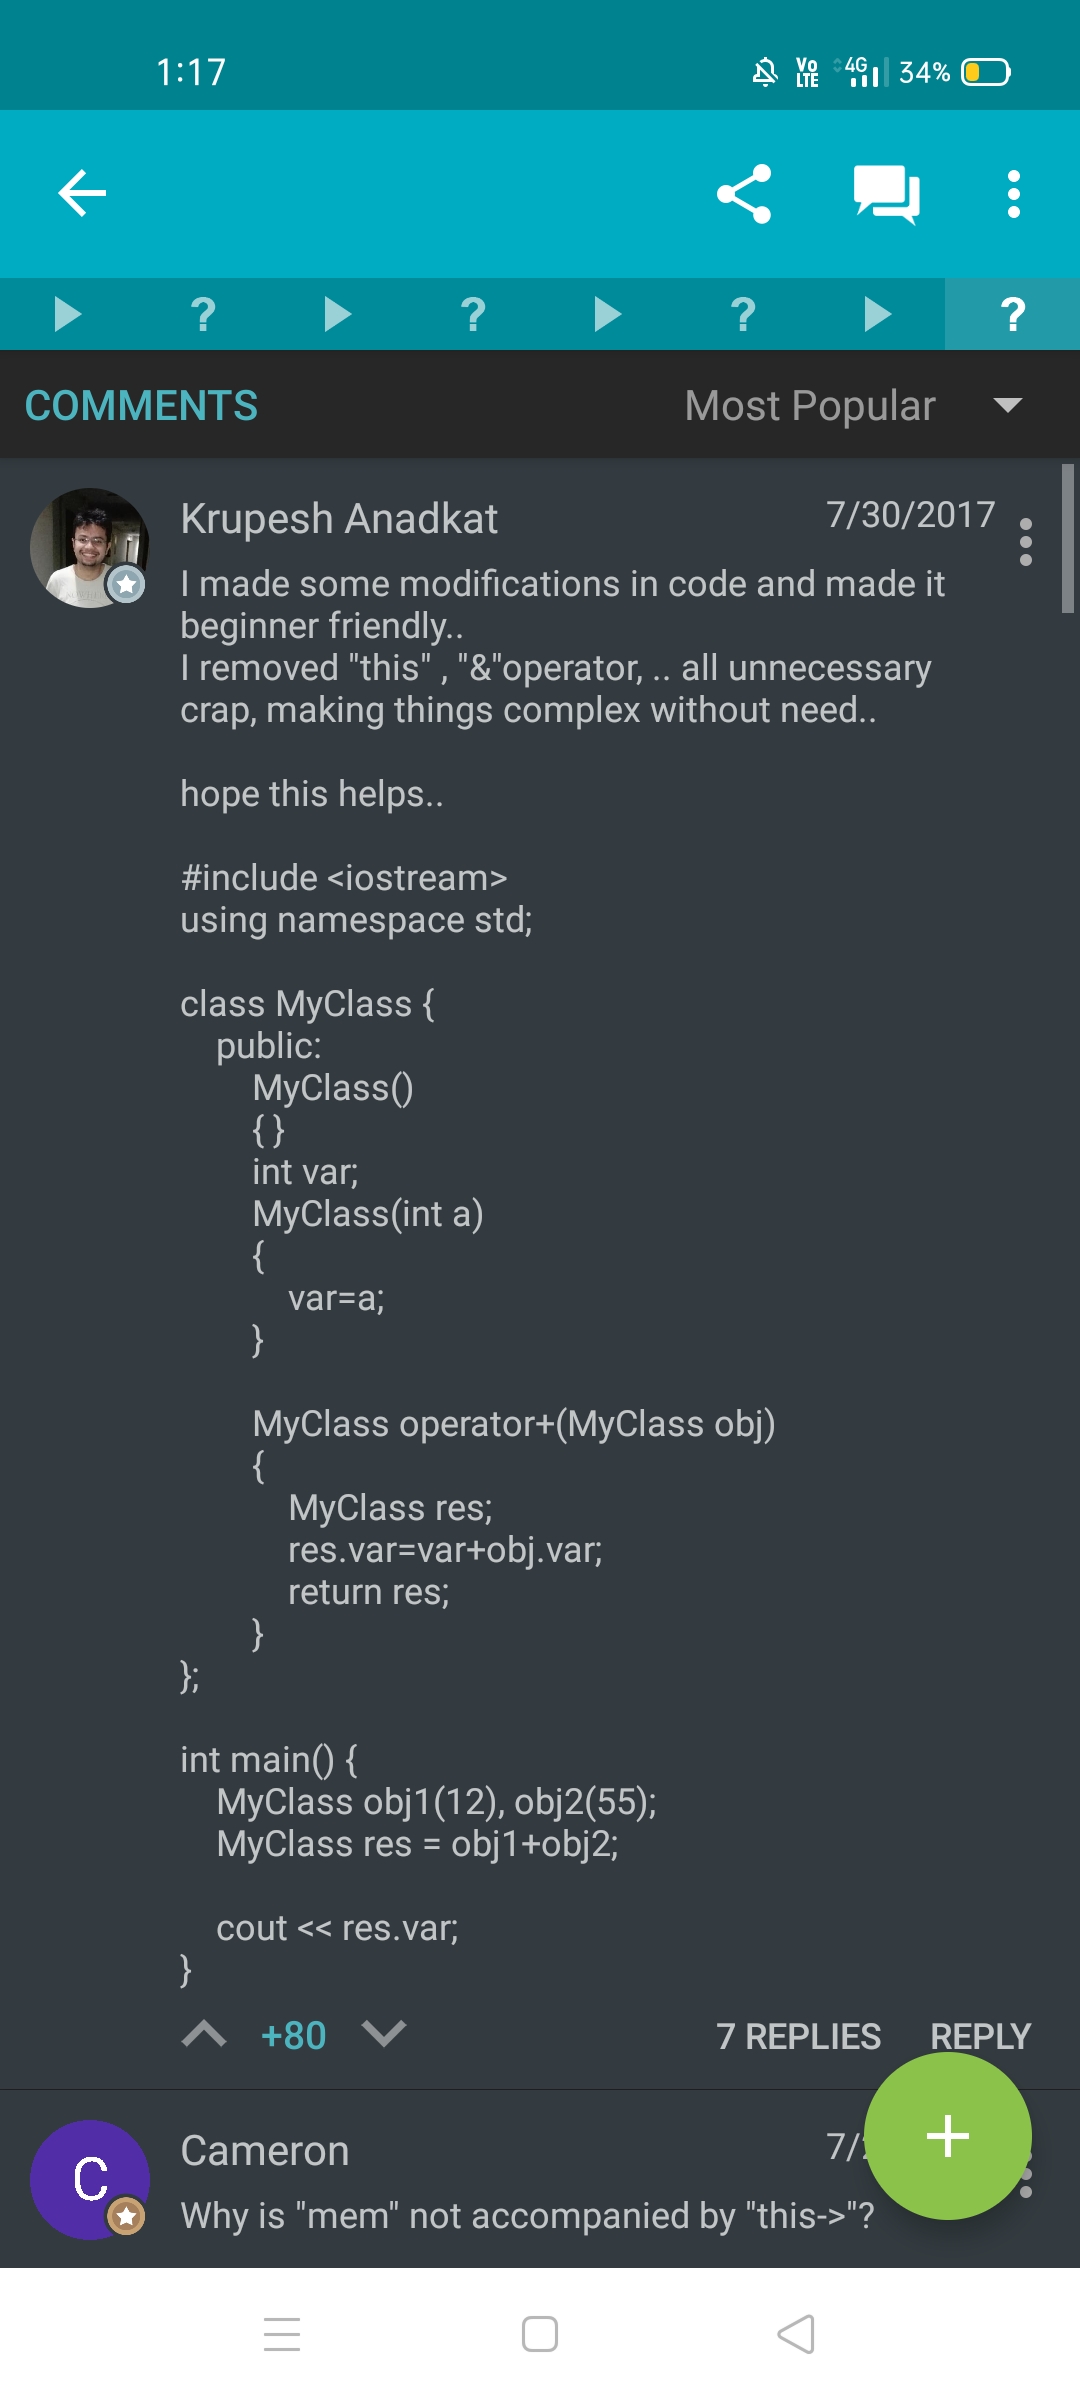 1:17
Vo LTE 4G 34%
? ? ? ?
COMMENTS Most Popular
Krupesh Anadkat 7/30/2017
I made some modifications in code and made it
beginner friendly..
I removed "this" , "&"operator, .. all unnecessary
crap, making things complex without need..
hope this helps..
#include <iostream>
using namespace std;
class MyClass {
public:
MyClass()
{ }
int var;
MyClass(int a)
{
var=a;
}
MyClass operator+(MyClass obj)
{
MyClass res;
res.var=var+obj.var;
return res;
}
};
int main() {
MyClass obj1(12), obj2(55);
MyClass res = obj1+obj2;
cout << res.var;
}
+80 7 REPLIES REPLY
C Cameron
Why is "mem" not accompanied by "this->"?